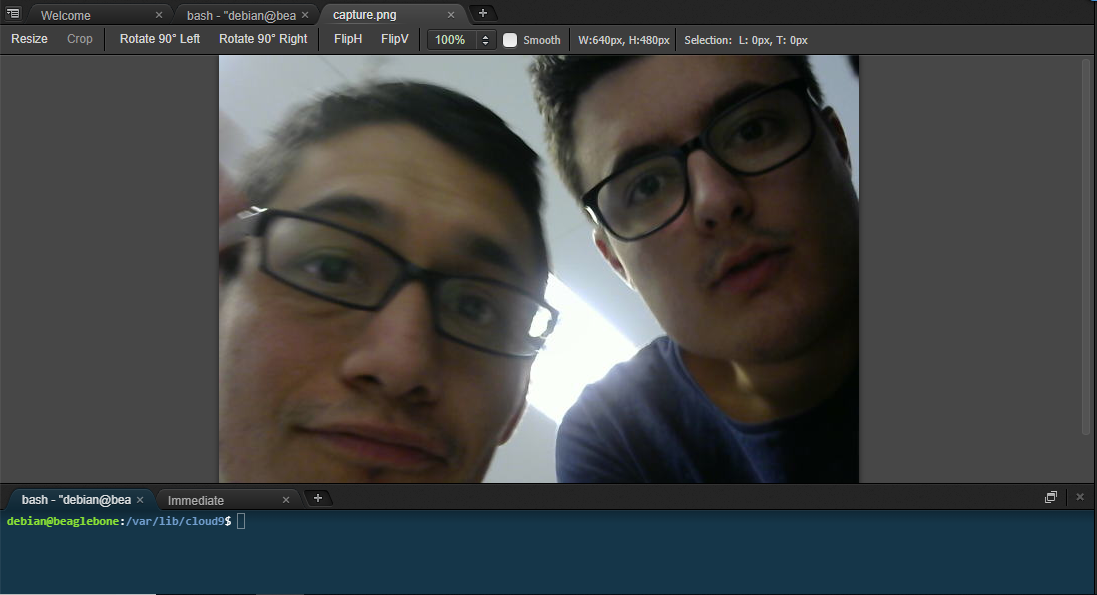 Welcome bash - "debian@bea capture.png
Resize Crop Rotate 90° Left Rotate 90° Right FlipH FlipV 100% Smooth W:640px, H:480px Selection: L: 0px, T: 0px
bash - "debian@bea Immediate
debian@beaglebone:/var/lib/cloud9$